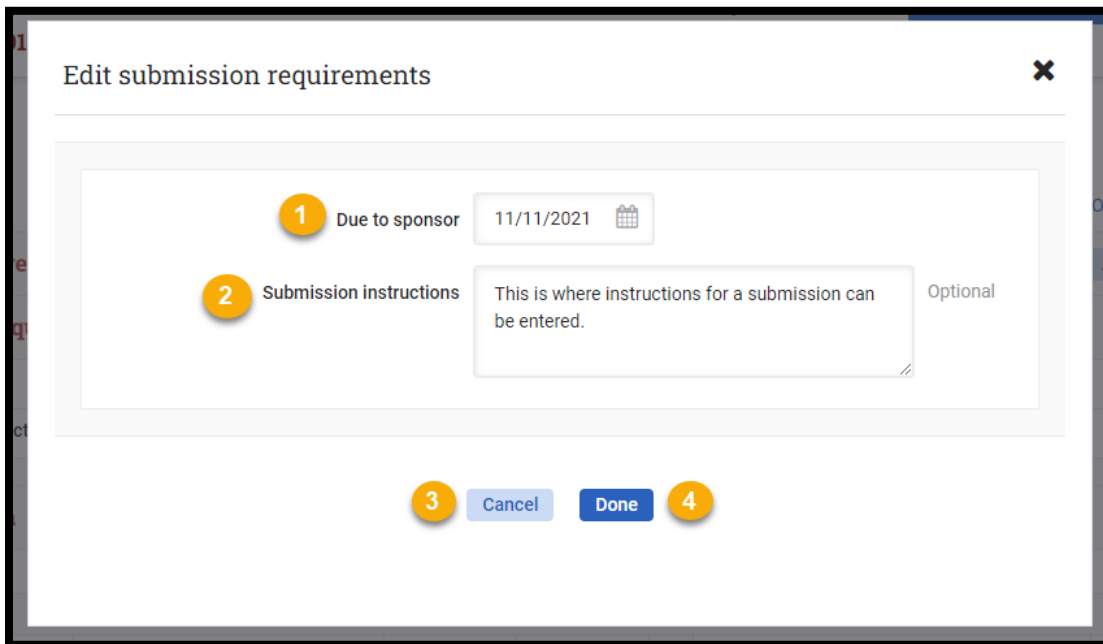 Edit submission requirements
1 Due to sponsor 11/11/2021
2 Submission instructions This is where instructions for a submission can Optional
be entered.
3 Cancel Done 4